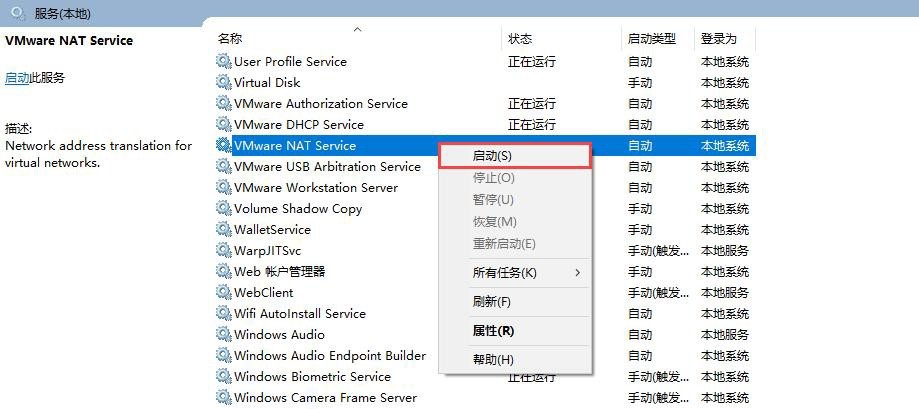 服务(本地)
VMware NAT Service
启动此服务
描述:
Network address translation for
virtual networks.
名称 状态 启动类型 登录为
User Profile Service 正在运行 自动 本地系统
Virtual Disk 手动 本地系统
VMware Authorization Service 正在运行 自动 本地系统
VMware DHCP Service 正在运行 自动 本地系统
VMware NAT Service 自动 本地系统
VMware USB Arbitration Service 自动 本地系统
VMware Workstation Server 自动 本地系统
Volume Shadow Copy 手动 本地系统
WalletService 手动 本地系统
WarpJITSvc 手动(触发... 本地服务
Web 帐户管理器 手动 本地系统
WebClient 手动(触发... 本地服务
Wifi AutoInstall Service 自动 本地系统
Windows Audio 自动 本地服务
Windows Audio Endpoint Builder 自动 本地系统
Windows Biometric Service 正在运行 手动(触发... 本地系统
Windows Camera Frame Server 手动(触发... 本地系统
启动(S)
停止(O)
暂停(U)
恢复(M)
重新启动(E)
所有任务(K)
刷新(F)
属性(R)
帮助(H)